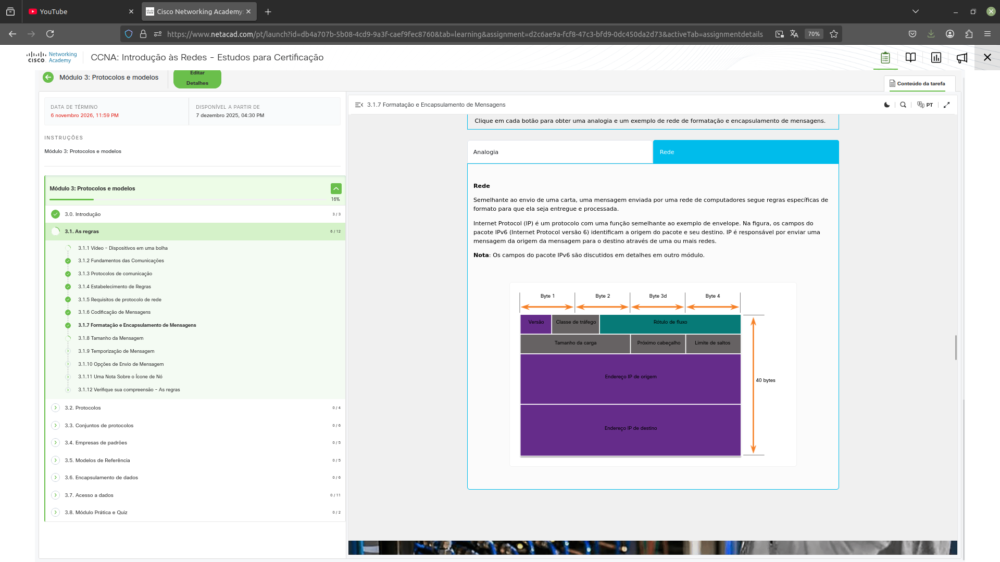 YouTube
Cisco Networking Academy:
https://www.netacad.com/pt/launch?id=db4a707b-5b08-4cd9-9a3f-caef9fec8760&tab=learning&assignment=d2c6ae9a-fcf8-47c3-bfd9-0dc450da2d73&activeTab=assignmentdetails
70%
CISCO Networking Academy
CCNA: Introdução às Redes - Estudos para Certificação
Módulo 3: Protocolos e modelos
Editar
Detalhes
Conteúdo da tarefa
DATA DE TÉRMINO
6 novembro 2026, 11:59 PM
DISPONÍVEL A PARTIR DE
7 dezembro 2025, 04:30 PM
INSTRUÇÕES
Módulo 3: Protocolos e modelos
Módulo 3: Protocolos e modelos
16%
3.0. Introdução 3 / 3
3.1. As regras 6 / 12
3.1.1 Vídeo - Dispositivos em uma bolha
3.1.2 Fundamentos das Comunicações
3.1.3 Protocolos de comunicação
3.1.4 Estabelecimento de Regras
3.1.5 Requisitos de protocolo de rede
3.1.6 Codificação de Mensagens
3.1.7 Formatação e Encapsulamento de Mensagens
3.1.8 Tamanho da Mensagem
3.1.9 Temporização de Mensagem
3.1.10 Opções de Envio de Mensagem
3.1.11 Uma Nota Sobre o Ícone de Nó
3.1.12 Verifique sua compreensão - As regras
3.2. Protocolos 0 / 4
3.3. Conjuntos de protocolos 0 / 6
3.4. Empresas de padrões 0 / 5
3.5. Modelos de Referência 0 / 5
3.6. Encapsulamento de dados 0 / 6
3.7. Acesso a dados 0 / 11
3.8. Módulo Prática e Quiz 0 / 2
3.1.7 Formatação e Encapsulamento de Mensagens
PT
Clique em cada botão para obter uma analogia e um exemplo de rede de formatação e encapsulamento de mensagens.
Analogia
Rede
Rede
Semelhante ao envio de uma carta, uma mensagem enviada por uma rede de computadores segue regras específicas de
formato para que ela seja entregue e processada.
Internet Protocol (IP) é um protocolo com uma função semelhante ao exemplo de envelope. Na figura, os campos do
pacote IPv6 (Internet Protocol versão 6) identificam a origem do pacote e seu destino. IP é responsável por enviar uma
mensagem da origem da mensagem para o destino através de uma ou mais redes.
Nota: Os campos do pacote IPv6 são discutidos em detalhes em outro módulo.
Byte 1
Byte 2
Byte 3d
Byte 4
Versão
Classe de tráfego
Rótulo de fluxo
Tamanho da carga
Próximo cabeçalho
Limite de saltos
Endereço IP de origem
40 bytes
Endereço IP de destino